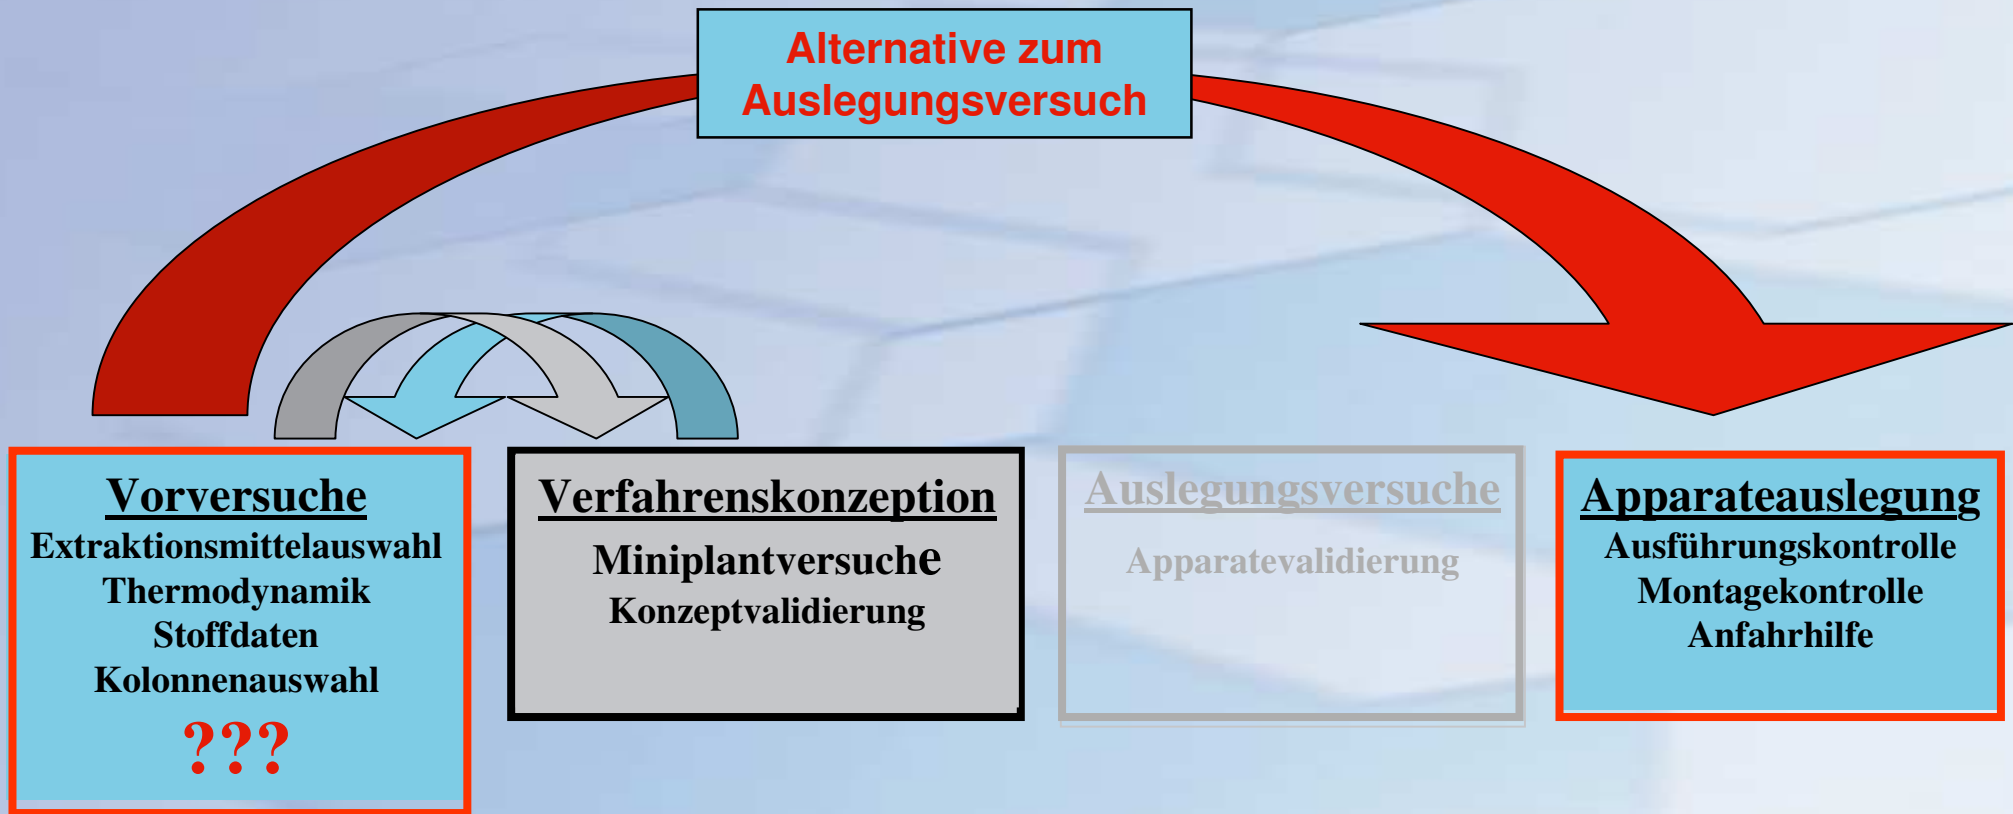 Alternative zum
Auslegungsversuch
Vorversuche
Extraktionsmittelauswahl
Thermodynamik
Stoffdaten
Kolonnenauswahl
???
Verfahrenskonzeption
Miniplantversuche
Konzeptvalidierung
Auslegungsversuche
Apparatevalidierung
Apparateauslegung
Ausführungskontrolle
Montagekontrolle
Anfahrhilfe